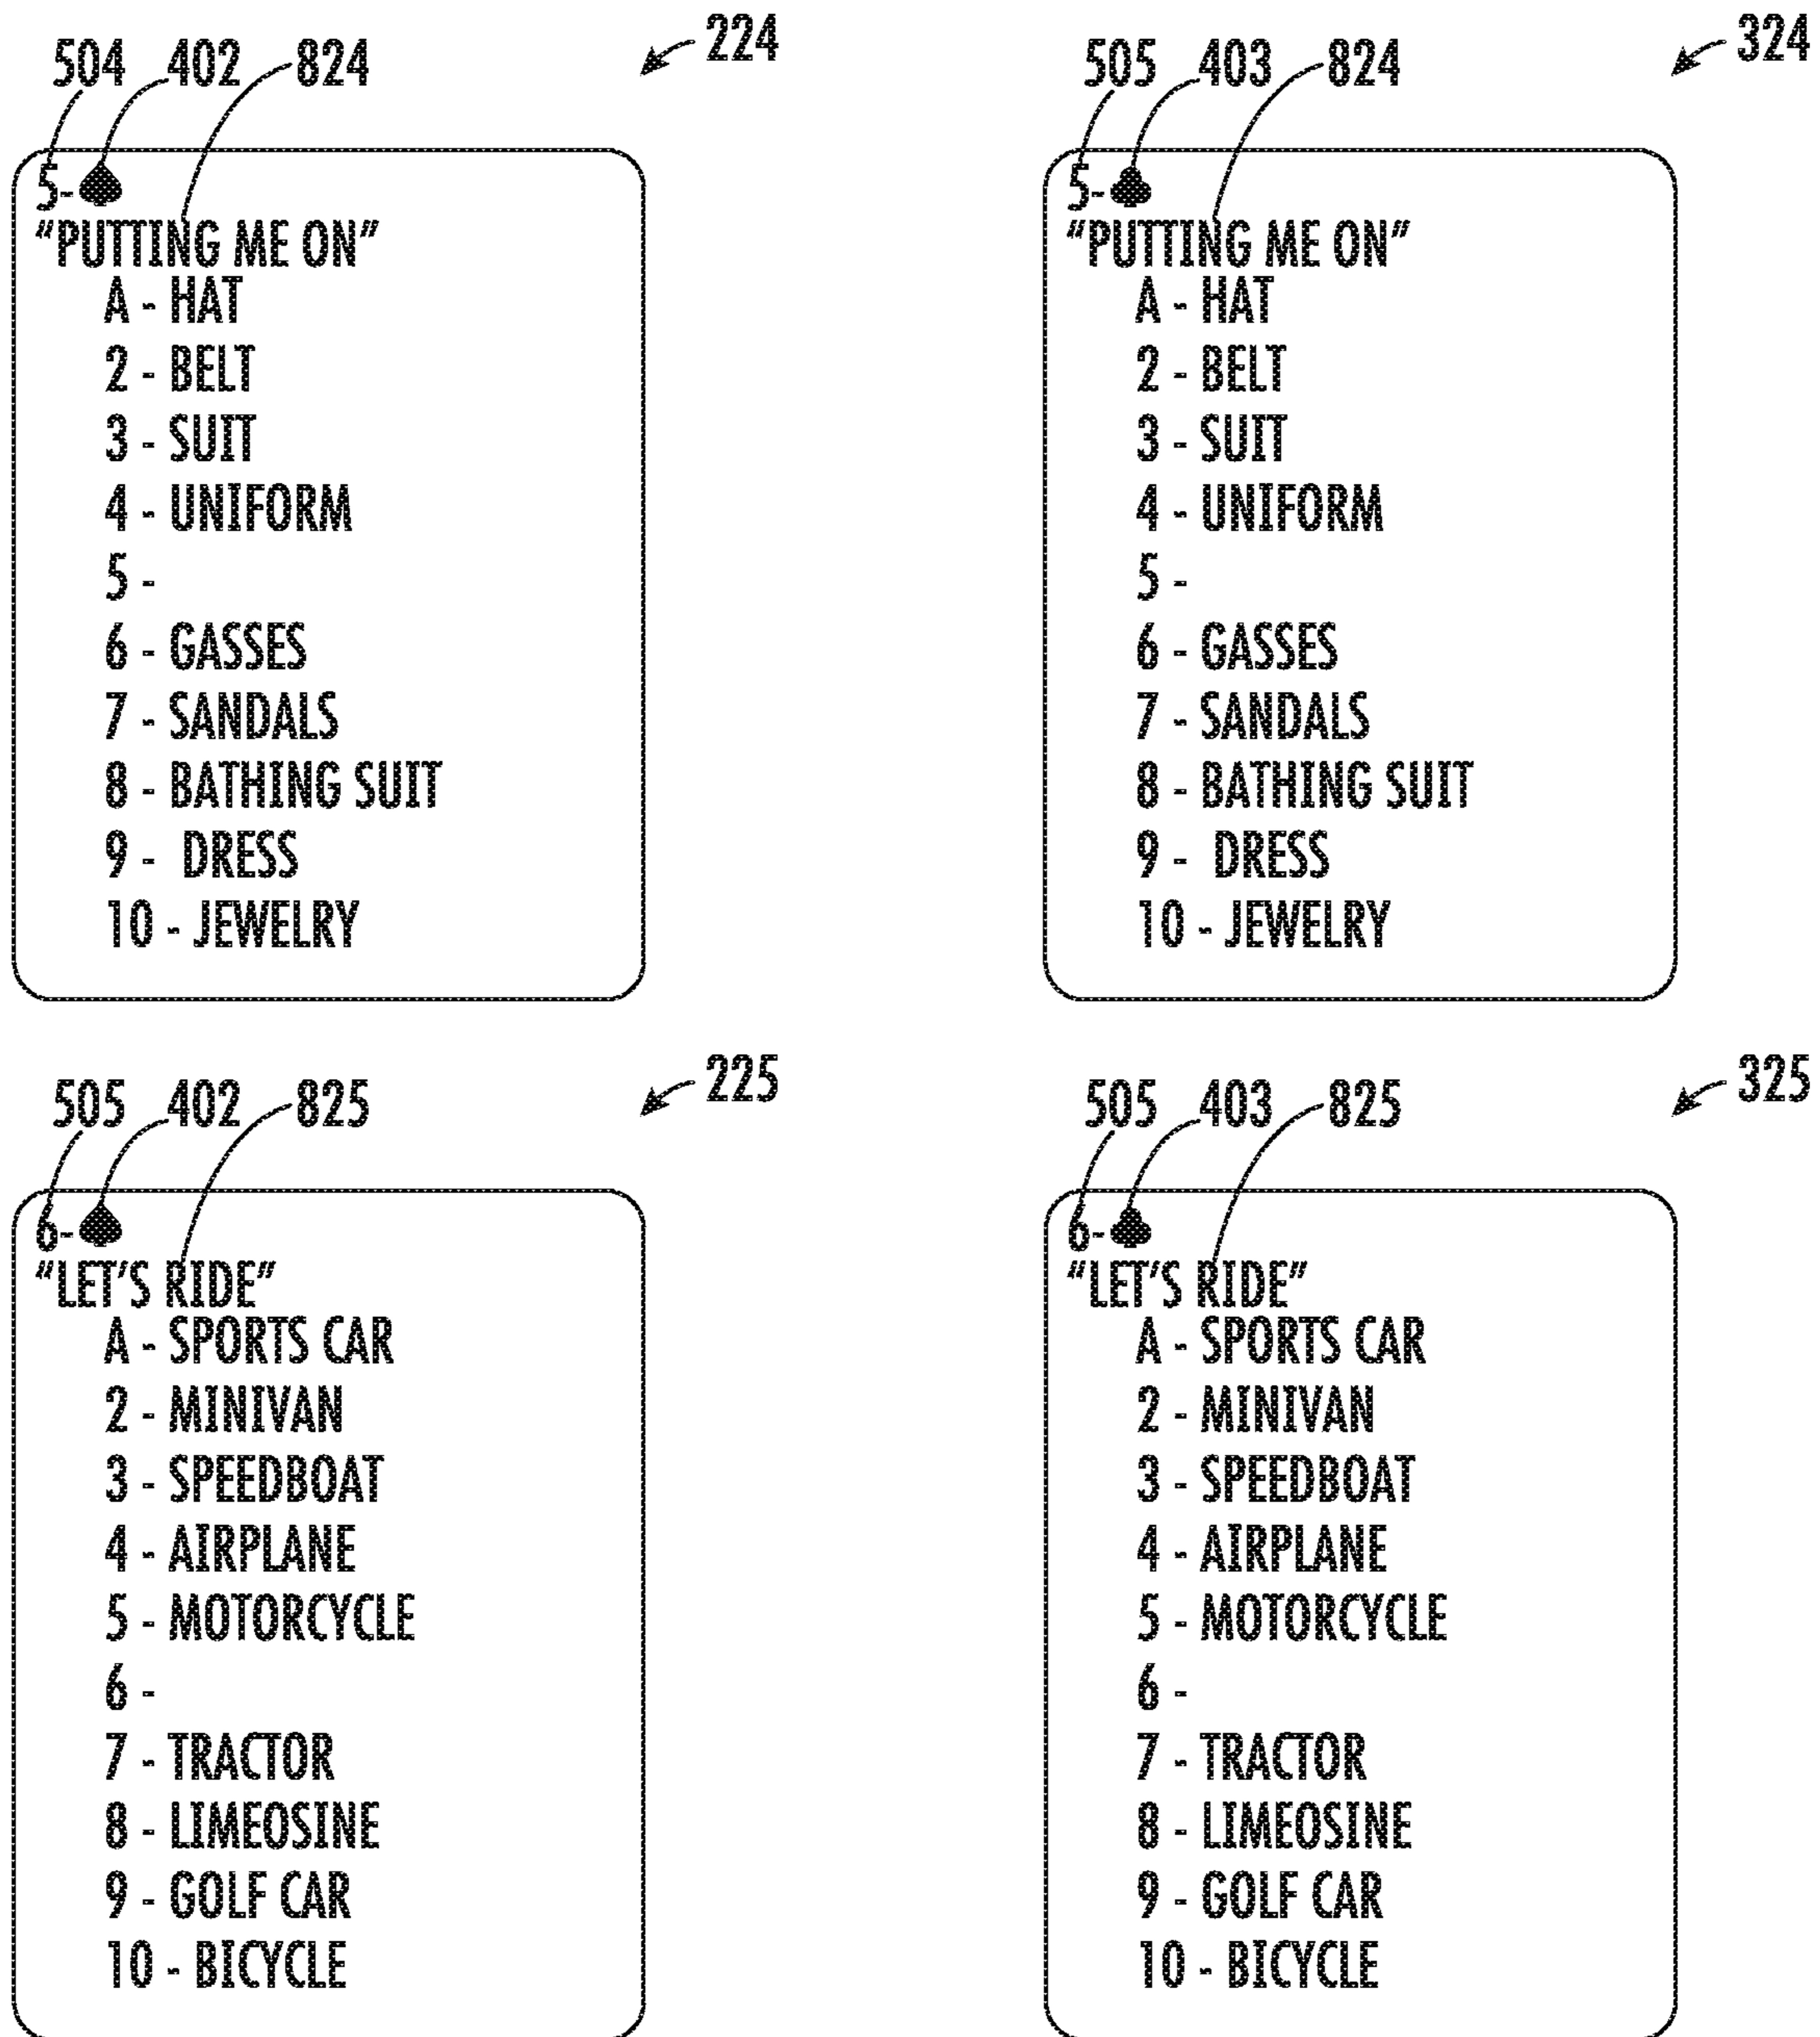 504 402 824 224
5-♠
"PUTTING ME ON"
A - HAT
2 - BELT
3 - SUIT
4 - UNIFORM
5 -
6 - GASSES
7 - SANDALS
8 - BATHING SUIT
9 - DRESS
10 - JEWELRY
505 403 824 324
5-♣
"PUTTING ME ON"
A - HAT
2 - BELT
3 - SUIT
4 - UNIFORM
5 -
6 - GASSES
7 - SANDALS
8 - BATHING SUIT
9 - DRESS
10 - JEWELRY
505 402 825 225
6-♠
"LET'S RIDE"
A - SPORTS CAR
2 - MINIVAN
3 - SPEEDBOAT
4 - AIRPLANE
5 - MOTORCYCLE
6 -
7 - TRACTOR
8 - LIMEOSINE
9 - GOLF CAR
10 - BICYCLE
505 403 825 325
6-♣
"LET'S RIDE"
A - SPORTS CAR
2 - MINIVAN
3 - SPEEDBOAT
4 - AIRPLANE
5 - MOTORCYCLE
6 -
7 - TRACTOR
8 - LIMEOSINE
9 - GOLF CAR
10 - BICYCLE